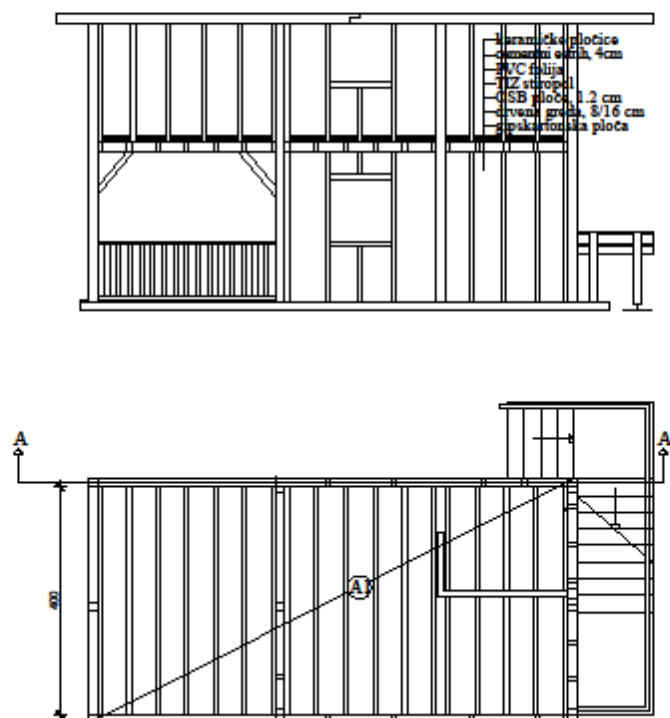 keramičke pločice
cementni estrih, 4cm
PVC folija
TIZ stiropol
OSB ploče, 1.2 cm
drvena greda, 8/16 cm
gipskartonska ploča
A
A
A1
400